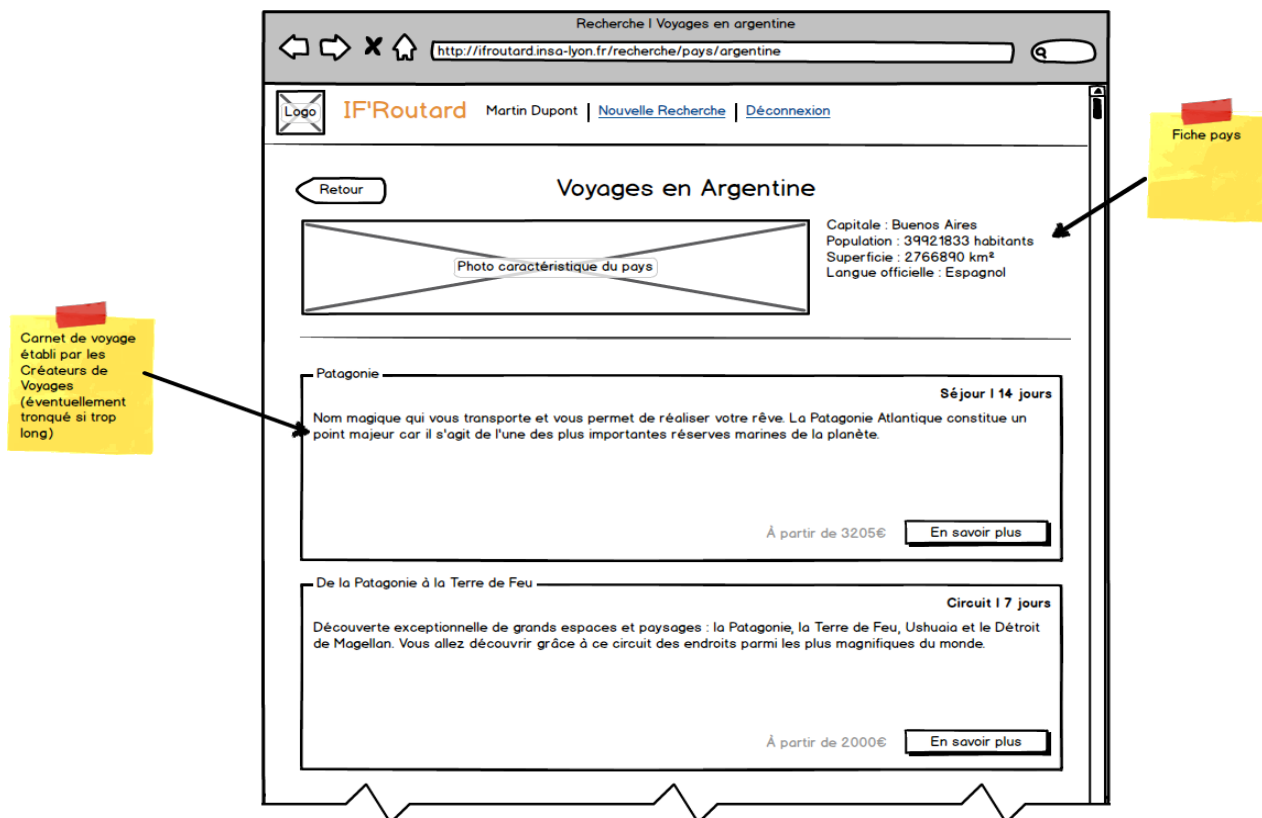 Recherche | Voyages en argentine
http://ifroutard.insa-lyon.fr/recherche/pays/argentine
Logo
IF'Routard
Martin Dupont | Nouvelle Recherche | Déconnexion
Fiche pays
Retour
Voyages en Argentine
Photo caractéristique du pays
Capitale : Buenos Aires
Population : 39921833 habitants
Superficie : 2766890 km²
Langue officielle : Espagnol
Carnet de voyage
établi par les
Créateurs de
Voyages
(éventuellement
tronqué si trop
long)
Patagonie
Séjour | 14 jours
Nom magique qui vous transporte et vous permet de réaliser votre rêve. La Patagonie Atlantique constitue un
point majeur car il s'agit de l'une des plus importantes réserves marines de la planète.
À partir de 3205€
En savoir plus
De la Patagonie à la Terre de Feu
Circuit | 7 jours
Découverte exceptionnelle de grands espaces et paysages : la Patagonie, la Terre de Feu, Ushuaia et le Détroit
de Magellan. Vous allez découvrir grâce à ce circuit des endroits parmi les plus magnifiques du monde.
À partir de 2000€
En savoir plus